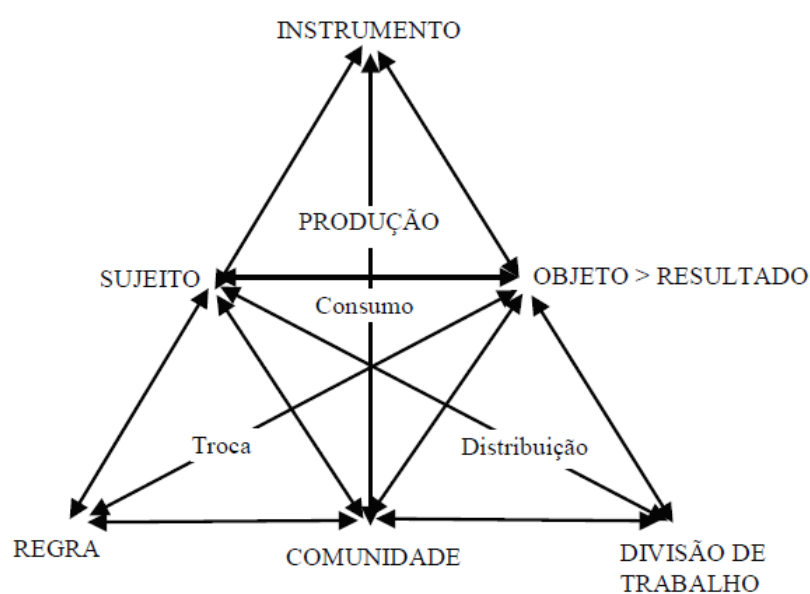 INSTRUMENTO
PRODUÇÃO
SUJEITO
OBJETO > RESULTADO
Consumo
Troca
Distribuição
REGRA
COMUNIDADE
DIVISÃO DE
TRABALHO